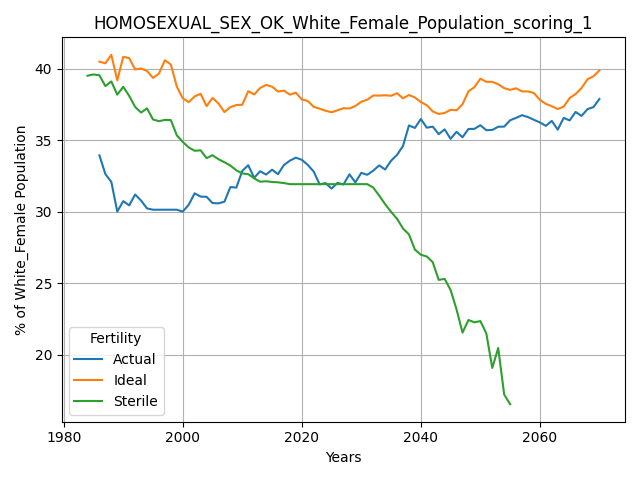 HOMOSEXUAL_SEX_OK_White_Female_Population_scoring_1
% of White_Female Population
40
35
30
25
20
Fertility
Actual
Ideal
Sterile
1980
2000
2020
2040
2060
Years